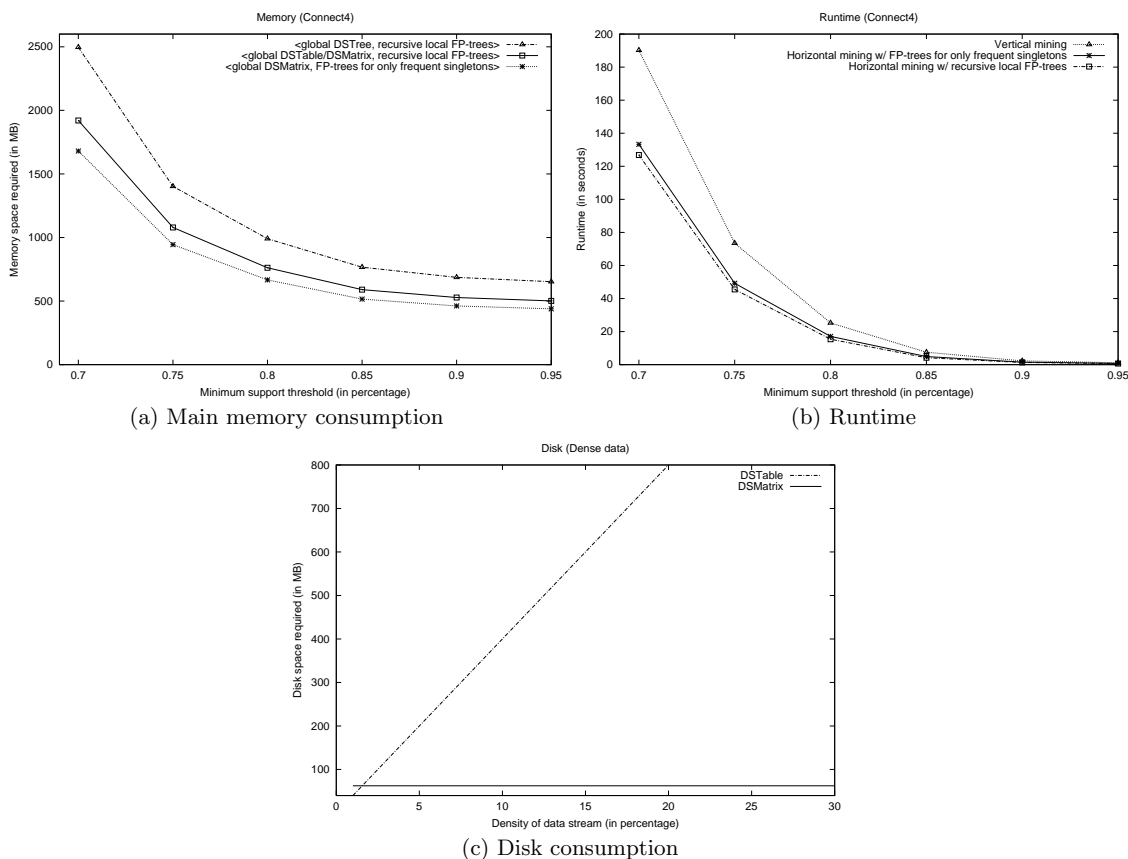 Memory (Connect4)
<global DSTree, recursive local FP-trees>
<global DSTable/DSMatrix, recursive local FP-trees>
<global DSMatrix, FP-trees for only frequent singletons>
2500
2000
1500
1000
500
0
Memory space required (in MB)
0.7 0.75 0.8 0.85 0.9 0.95
Minimum support threshold (in percentage)
(a) Main memory consumption
Runtime (Connect4)
Vertical mining
Horizontal mining w/ FP-trees for only frequent singletons
Horizontal mining w/ recursive local FP-trees
200
180
160
140
120
100
80
60
40
20
0
Runtime (in seconds)
0.7 0.75 0.8 0.85 0.9 0.95
Minimum support threshold (in percentage)
(b) Runtime
Disk (Dense data)
DSTable
DSMatrix
800
700
600
500
400
300
200
100
Disk space required (in MB)
0 5 10 15 20 25 30
Density of data stream (in percentage)
(c) Disk consumption